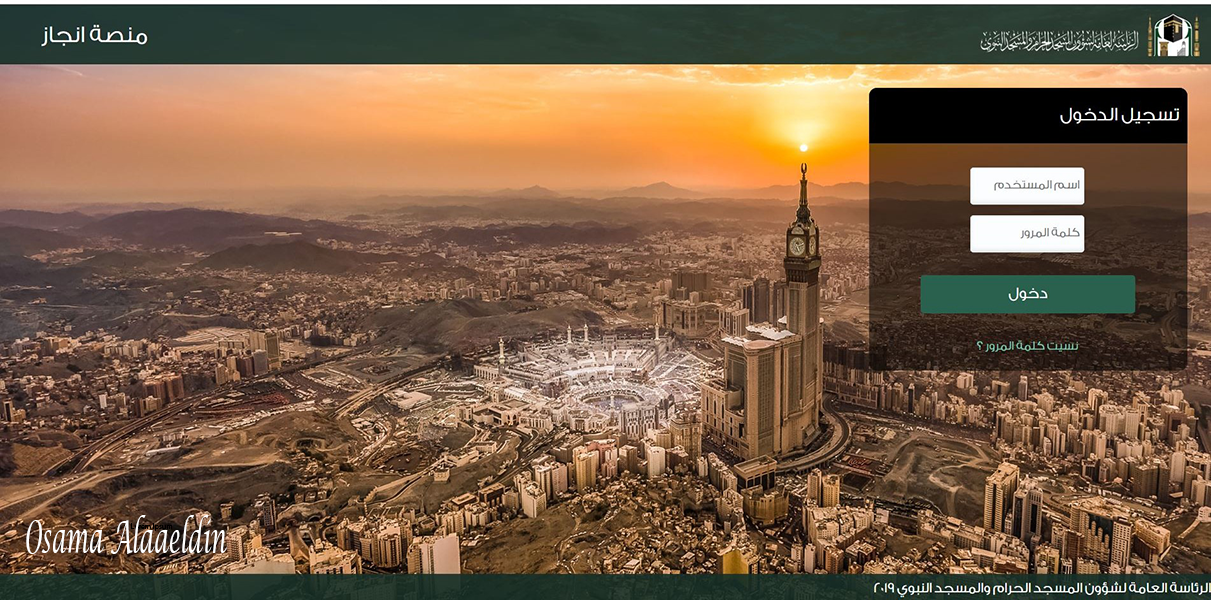 الرئاسة العامة لشؤون المسجد الحرام والمسجد النبوي
منصة انجاز
تسجيل الدخول
اسم المستخدم
كلمة المرور
دخول
نسيت كلمة المرور ؟
Osama Alaaeldin
الرئاسة العامة لشؤون المسجد الحرام والمسجد النبوي ٢٠١٩